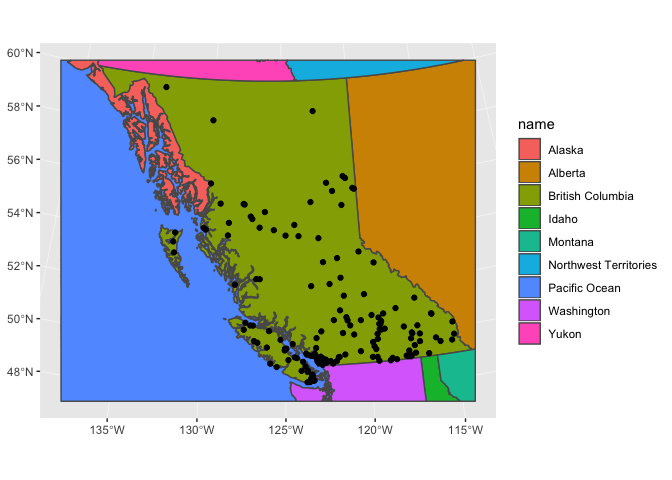 60°N
58°N
56°N
54°N
52°N
50°N
48°N
135°W
130°W
125°W
120°W
115°W
name
Alaska
Alberta
British Columbia
Idaho
Montana
Northwest Territories
Pacific Ocean
Washington
Yukon